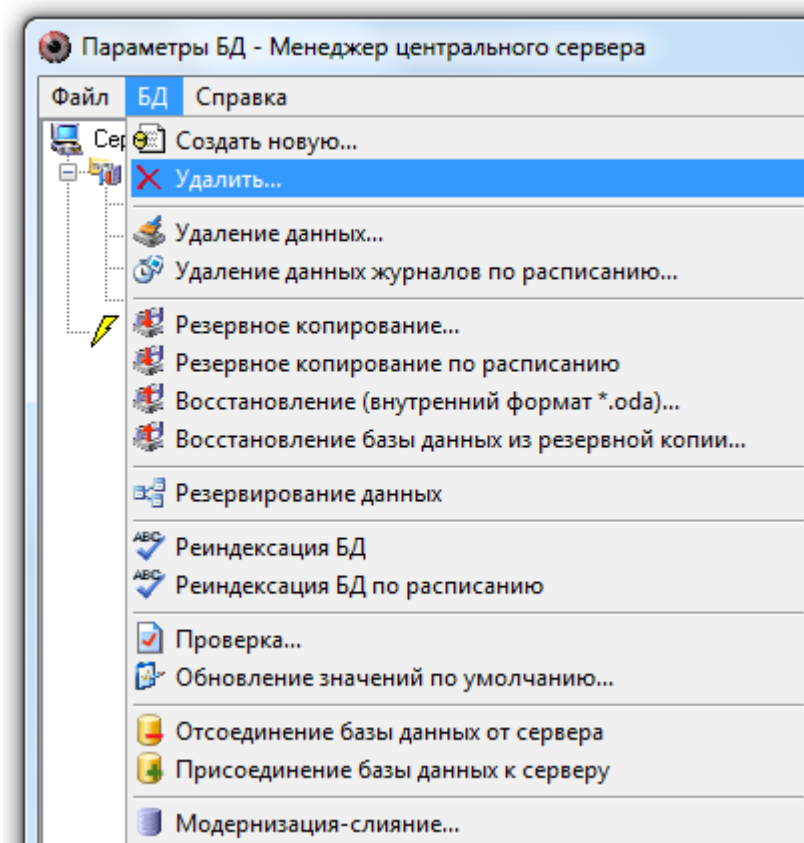 Параметры БД - Менеджер центрального сервера
Файл БД Справка
Создать новую...
Удалить...
Удаление данных...
Удаление данных журналов по расписанию...
Резервное копирование...
Резервное копирование по расписанию
Восстановление (внутренний формат *.oda)...
Восстановление базы данных из резервной копии...
Резервирование данных
Реиндексация БД
Реиндексация БД по расписанию
Проверка...
Обновление значений по умолчанию...
Отсоединение базы данных от сервера
Присоединение базы данных к серверу
Модернизация-слияние...